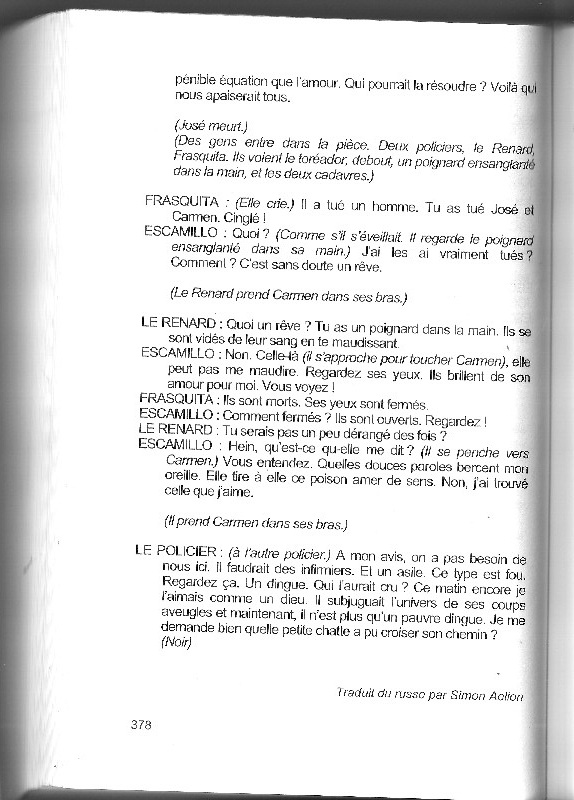 pénible équation que l'amour. Qui pourrait la résoudre ? Voilà qui
nous apaiserait tous.
(José meurt.)
(Des gens entre dans la pièce. Deux policiers, le Renard,
Frasquita. Ils voient le toréador, debout, un poignard ensanglanté
dans la main, et les deux cadavres.)
FRASQUITA : (Elle crie.) Il a tué un homme. Tu as tué José et
Carmen. Cinglé !
ESCAMILLO : Quoi ? (Comme s'il s'éveillait. Il regarde le poignard
ensanglanté dans sa main.) J'ai les ai vraiment tués ?
Comment ? C'est sans doute un rêve.
(Le Renard prend Carmen dans ses bras.)
LE RENARD : Quoi un rêve ? Tu as un poignard dans la main. Ils se
sont vidés de leur sang en te maudissant.
ESCAMILLO : Non. Celle-là (il s'approche pour toucher Carmen), elle
peut pas me maudire. Regardez ses yeux. Ils brillent de son
amour pour moi. Vous voyez !
FRASQUITA : Ils sont morts. Ses yeux sont fermés.
ESCAMILLO : Comment fermés ? Ils sont ouverts. Regardez !
LE RENARD : Tu serais pas un peu dérangé des fois ?
ESCAMILLO : Hein, qu'est-ce qu-elle me dit ? (Il se penche vers
Carmen.) Vous entendez. Quelles douces paroles bercent mon
oreille. Elle tire à elle ce poison amer de sens. Non, j'ai trouvé
celle que j'aime.
(Il prend Carmen dans ses bras.)
LE POLICIER : (à l'autre policier.) A mon avis, on a pas besoin de
nous ici. il faudrait des infirmiers. Et un asile. Ce type est fou.
Regardez ça. Un dingue. Qui l'aurait cru ? Ce matin encore je
l'aimais comme un dieu. Il subjuguait l'univers de ses coups
aveugles et maintenant, il n'est plus qu'un pauvre dingue. Je me
demande bien quelle petite chatte a pu croiser son chemin ?
(Noir)
Traduit du russe par Simon Aelion
378